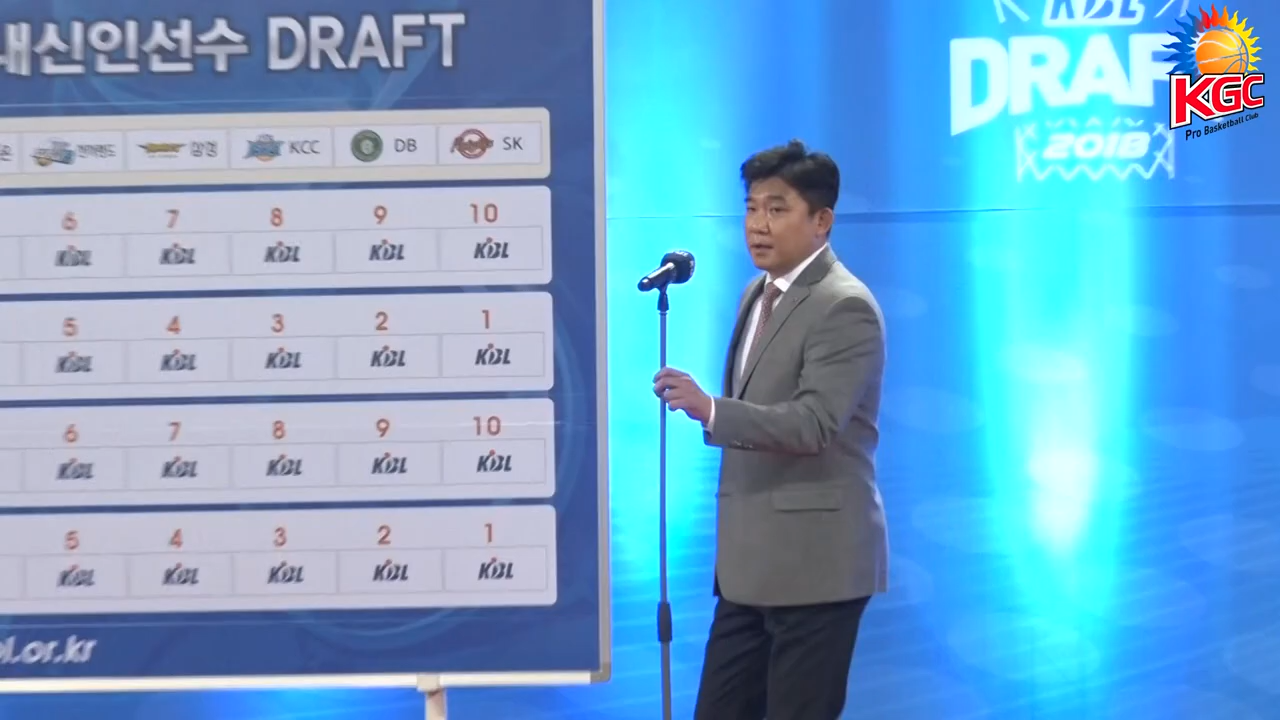 내신인선수 DRAFT
온 전자랜드 삼성 KCC DB SK
6 7 8 9 10
KBL KBL KBL KBL KBL
5 4 3 2 1
KBL KBL KBL KBL KBL
6 7 8 9 10
KBL KBL KBL KBL KBL
5 4 3 2 1
KBL KBL KBL KBL KBL
bl.or.kr
KBL
DRAF
2018
KGC
Pro Basketball Club